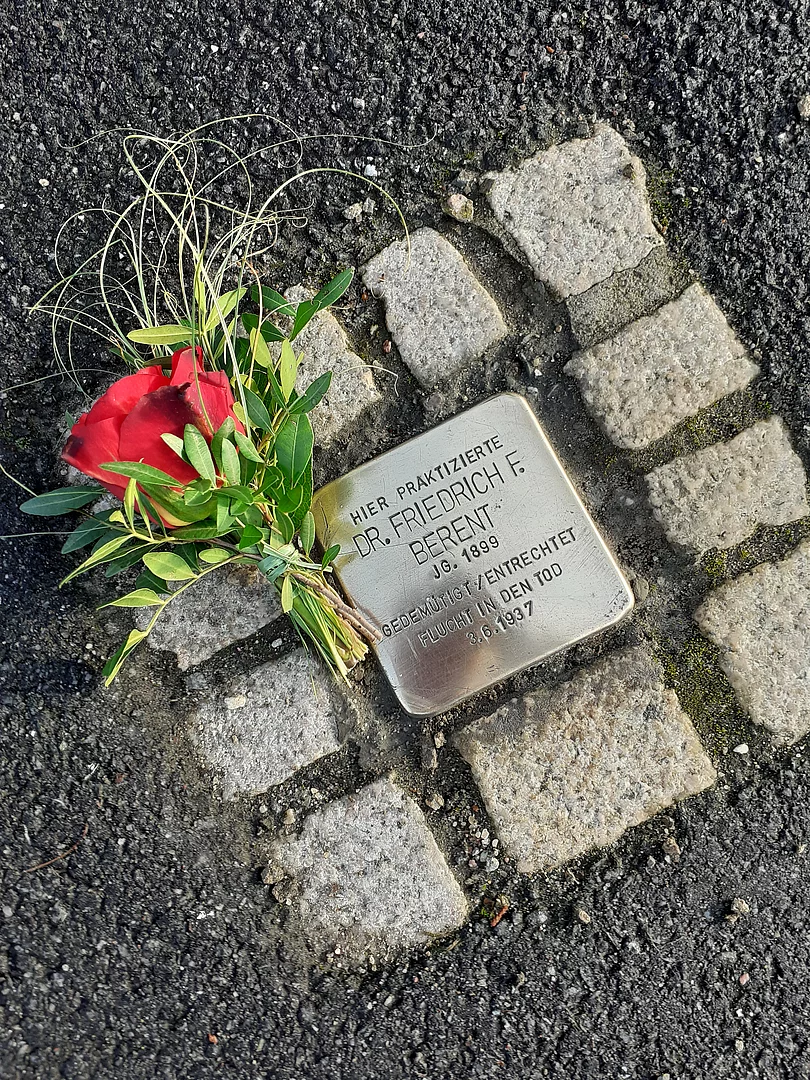 HIER PRAKTIZIERTE
DR. FRIEDRICH F.
BERENT
JG. 1899
GEDEMÜTIGT/ENTRECHTET
FLUCHT IN DEN TOD
3.6.1937